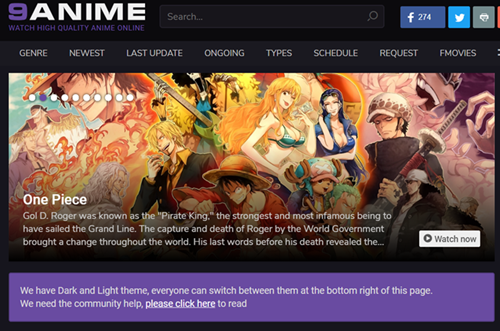 9ANIME
WATCH HIGH QUALITY ANIME ONLINE
Search...
274
GENRE NEWEST LAST UPDATE ONGOING TYPES SCHEDULE REQUEST FMOVIES
One Piece
Gol D. Roger was known as the "Pirate King," the strongest and most infamous being to
have sailed the Grand Line. The capture and death of Roger by the World Government
brought a change throughout the world. His last words before his death revealed the...
Watch now
We have Dark and Light theme, everyone can switch between them at the bottom right of this page.
We need the community help, please click here to read